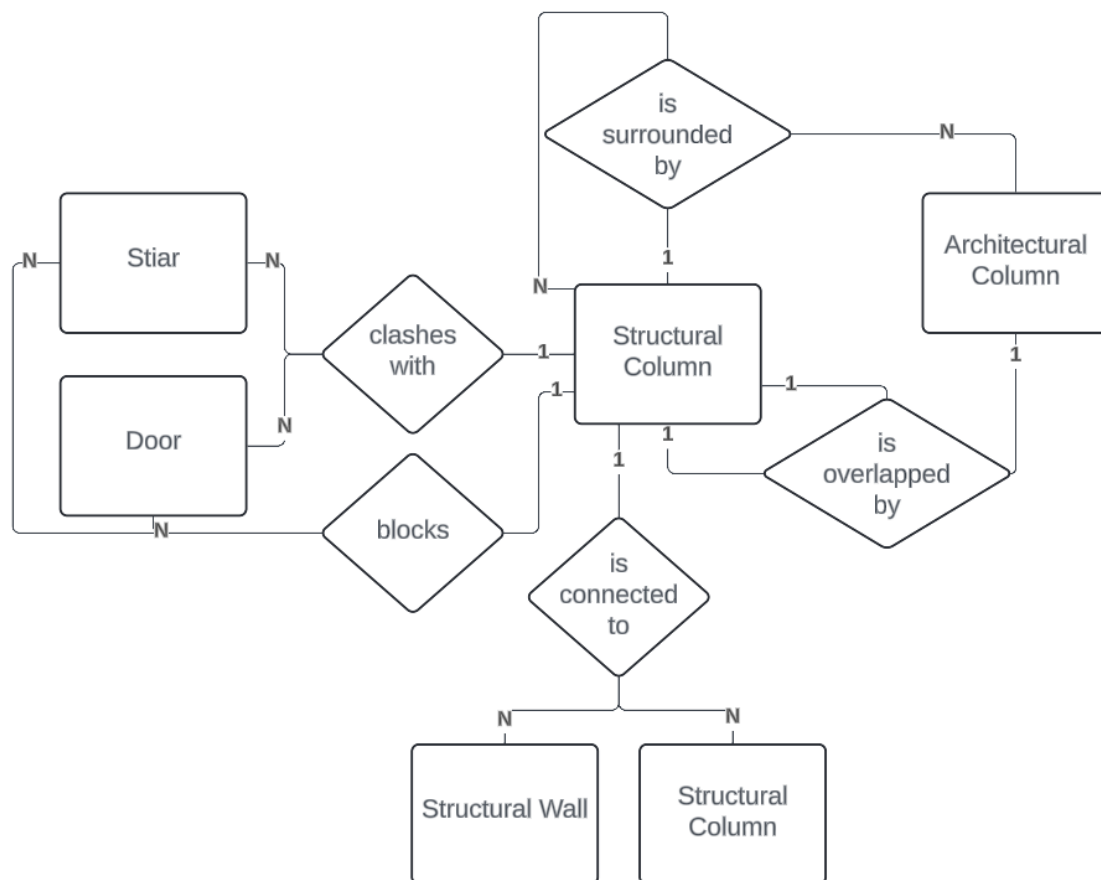 is
surrounded
by
N
Architectural
Column
Stiar
N
N
1
N
clashes
with
1
Structural
Column
1
1
1
1
1
Door
N
is
overlapped
by
N
blocks
is
connected
to
N
N
Structural Wall
Structural
Column